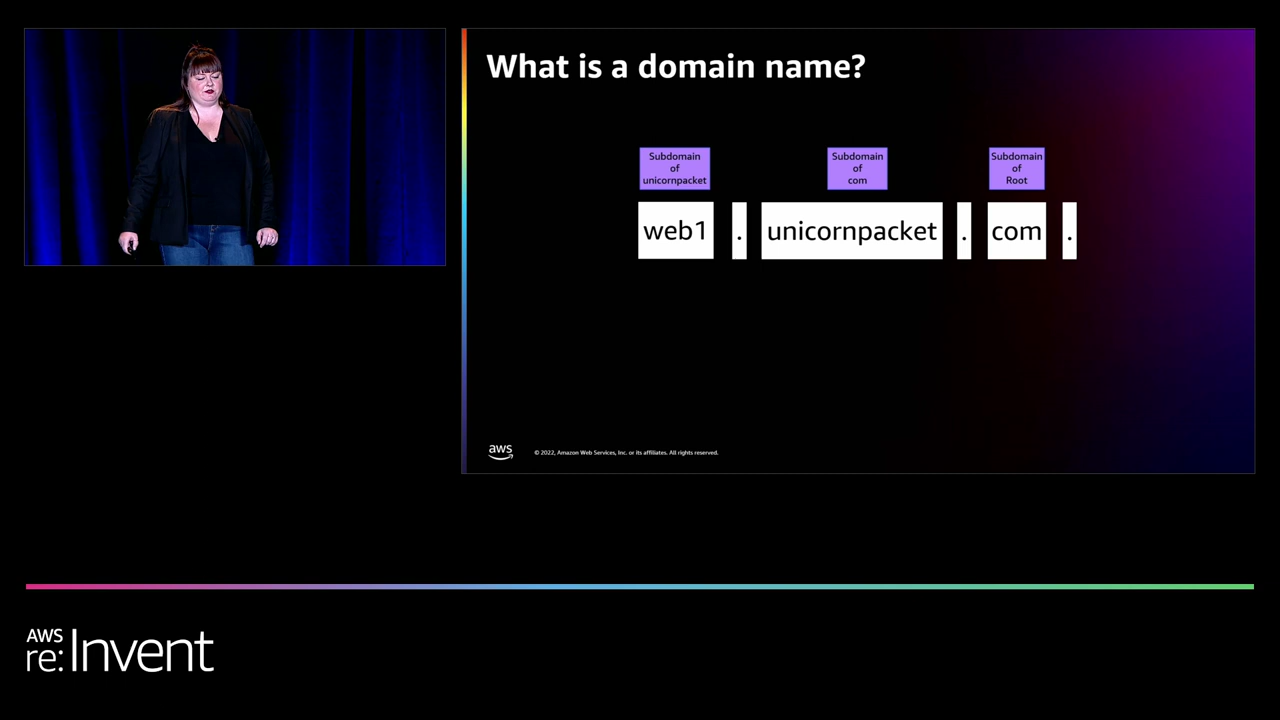 What is a domain name?
Subdomain
of
unicornpacket
Subdomain
of
com
Subdomain
of
Root
web1 . unicornpacket . com .
aws
© 2022, Amazon Web Services, Inc. or its affiliates. All rights reserved.
AWS
re:Invent